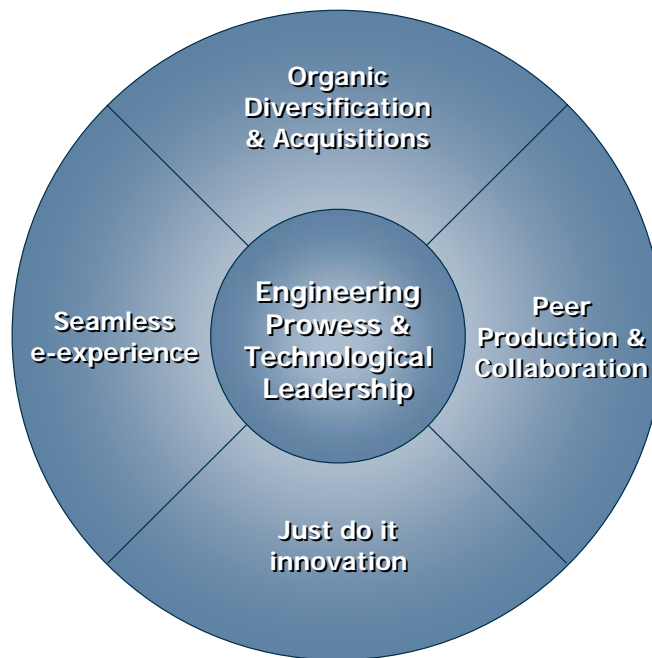 Organic
Diversification
& Acquisitions
Seamless
e-experience
Engineering
Prowess &
Technological
Leadership
Peer
Production &
Collaboration
Just do it
innovation